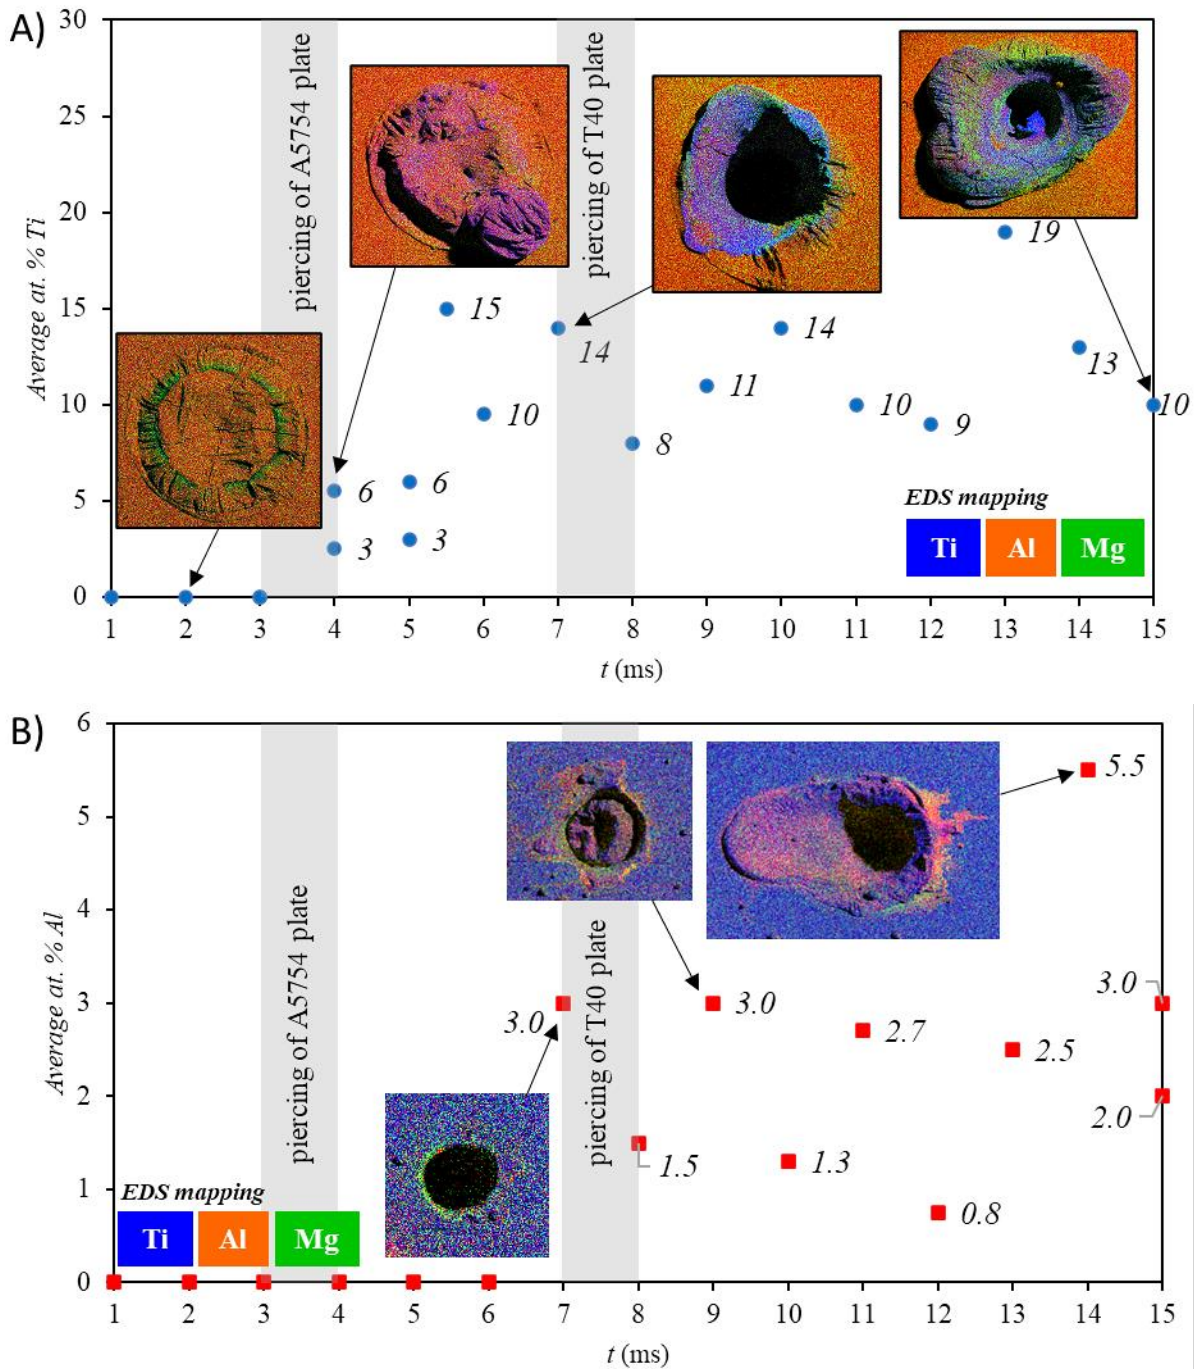 A)
30
25
20
15
10
5
0
Average at. % Ti
piercing of A5754 plate
piercing of T40 plate
19
15
14
14
13
11
10
10
10
9
8
6
6
3
3
EDS mapping
Ti Al Mg
1 2 3 4 5 6 7 8 9 10 11 12 13 14 15
t (ms)
B)
6
5
4
3
2
1
0
Average at. % Al
piercing of A5754 plate
piercing of T40 plate
5.5
3.0
3.0
3.0
2.7
2.5
2.0
1.5
1.3
0.8
EDS mapping
Ti Al Mg
1 2 3 4 5 6 7 8 9 10 11 12 13 14 15
t (ms)